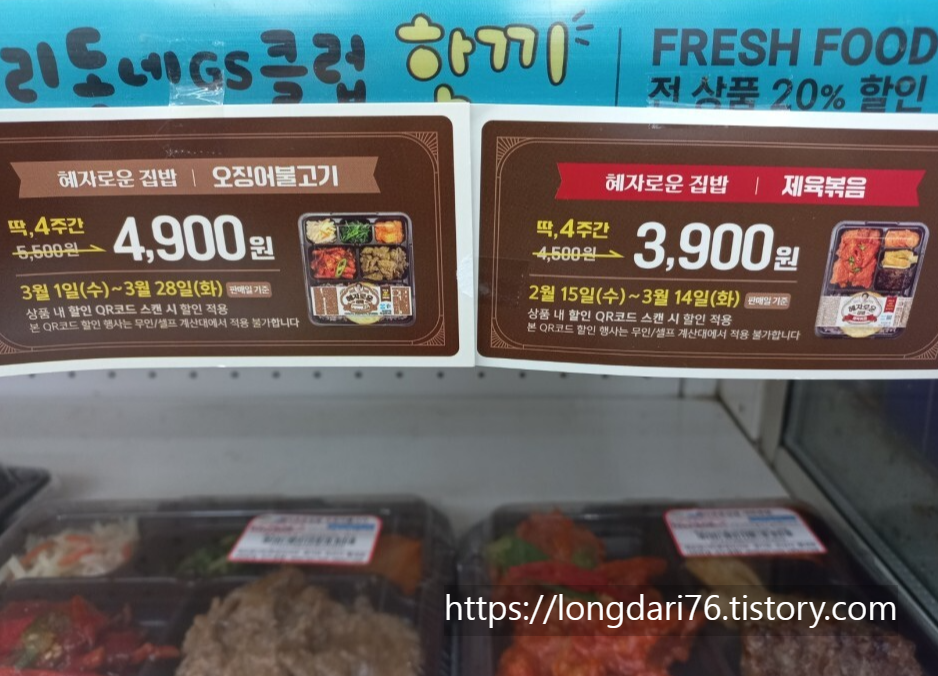 리동네GS클럽 한끼
FRESH FOOD
전 상품 20% 할인
혜자로운 집밥 | 오징어불고기
딱, 4주간
5,500원
4,900원
3월 1일(수)~3월 28일(화) 판매일 기준
상품 내 할인 QR코드 스캔 시 할인 적용
본 QR코드 할인 행사는 무인/셀프 계산대에서 적용 불가합니다
혜자로운 집밥 | 제육볶음
딱, 4주간
4,500원
3,900원
2월 15일(수)~3월 14일(화) 판매일 기준
상품 내 할인 QR코드 스캔 시 할인 적용
본 QR코드 할인 행사는 무인/셀프 계산대에서 적용 불가합니다
혜자로운
혜자로운
https://longdari76.tistory.com